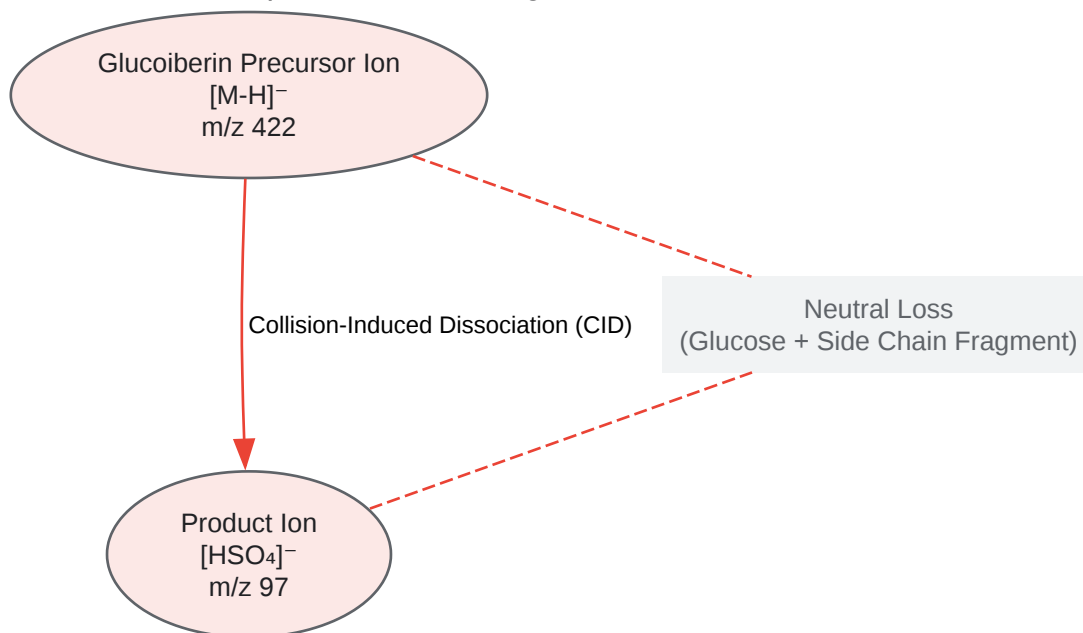 Glucoiberin Precursor Ion
[M-H]⁻
m/z 422
Collision-Induced Dissociation (CID)
Neutral Loss
(Glucose + Side Chain Fragment)
Product Ion
[HSO₄]⁻
m/z 97